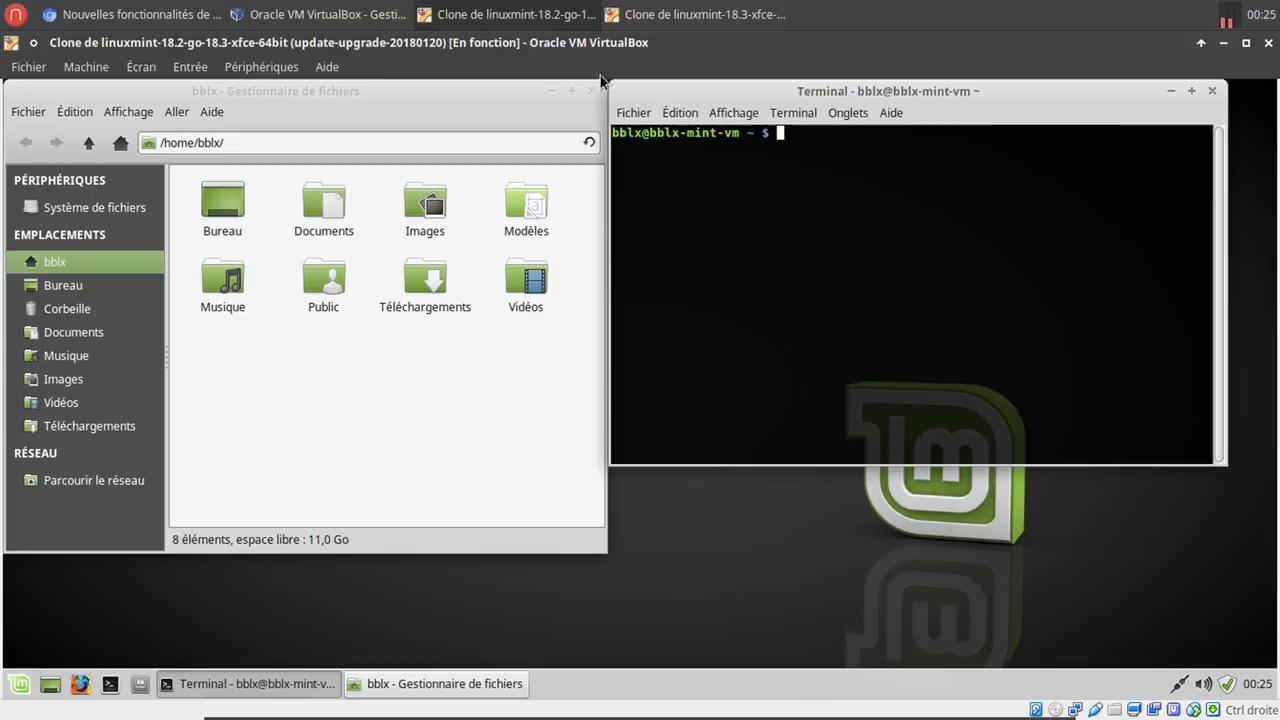 Nouvelles fonctionnalités de ...
Oracle VM VirtualBox - Gesti...
Clone de linuxmint-18.2-go-1...
Clone de linuxmint-18.3-xfce-...
00:25
Clone de linuxmint-18.2-go-18.3-xfce-64bit (update-upgrade-20180120) [En fonction] - Oracle VM VirtualBox
Fichier Machine Écran Entrée Périphériques Aide
bblx - Gestionnaire de fichiers
Fichier Édition Affichage Aller Aide
/home/bblx/
PÉRIPHÉRIQUES
Système de fichiers
EMPLACEMENTS
bblx
Bureau
Corbeille
Documents
Musique
Images
Vidéos
Téléchargements
RÉSEAU
Parcourir le réseau
Bureau Documents Images Modèles
Musique Public Téléchargements Vidéos
8 éléments, espace libre : 11,0 Go
Terminal - bblx@bblx-mint-vm ~
Fichier Édition Affichage Terminal Onglets Aide
bblx@bblx-mint-vm ~ $
Terminal - bblx@bblx-mint-v...
bblx - Gestionnaire de fichiers
00:25
Ctrl droite